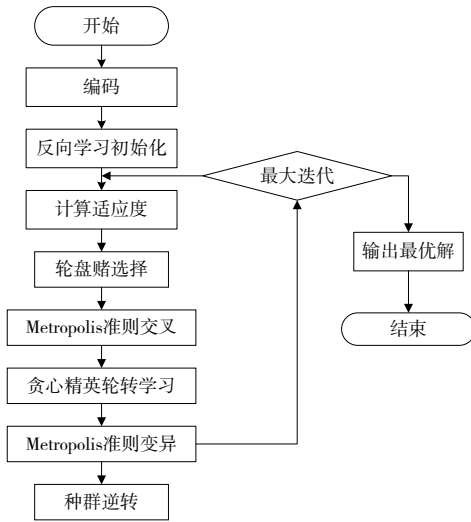 开始
编码
反向学习初始化
最大迭代
计算适应度
输出最优解
轮盘赌选择
Metropolis准则交叉
结束
贪心精英轮转学习
Metropolis准则变异
种群逆转